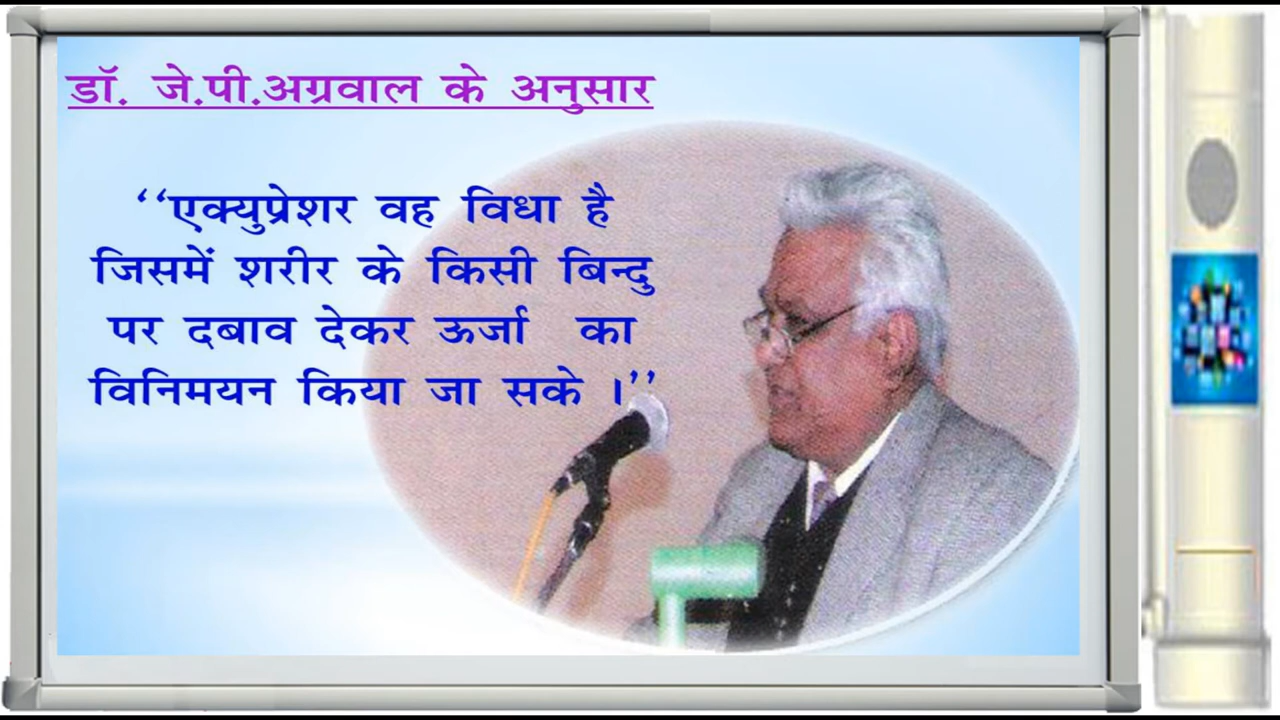 डॉ. जे.पी.अग्रवाल के अनुसार
‘‘एक्युप्रेशर वह विधा है
जिसमें शरीर के किसी बिन्दु
पर दबाव देकर ऊर्जा का
विनिमयन किया जा सके ।’’